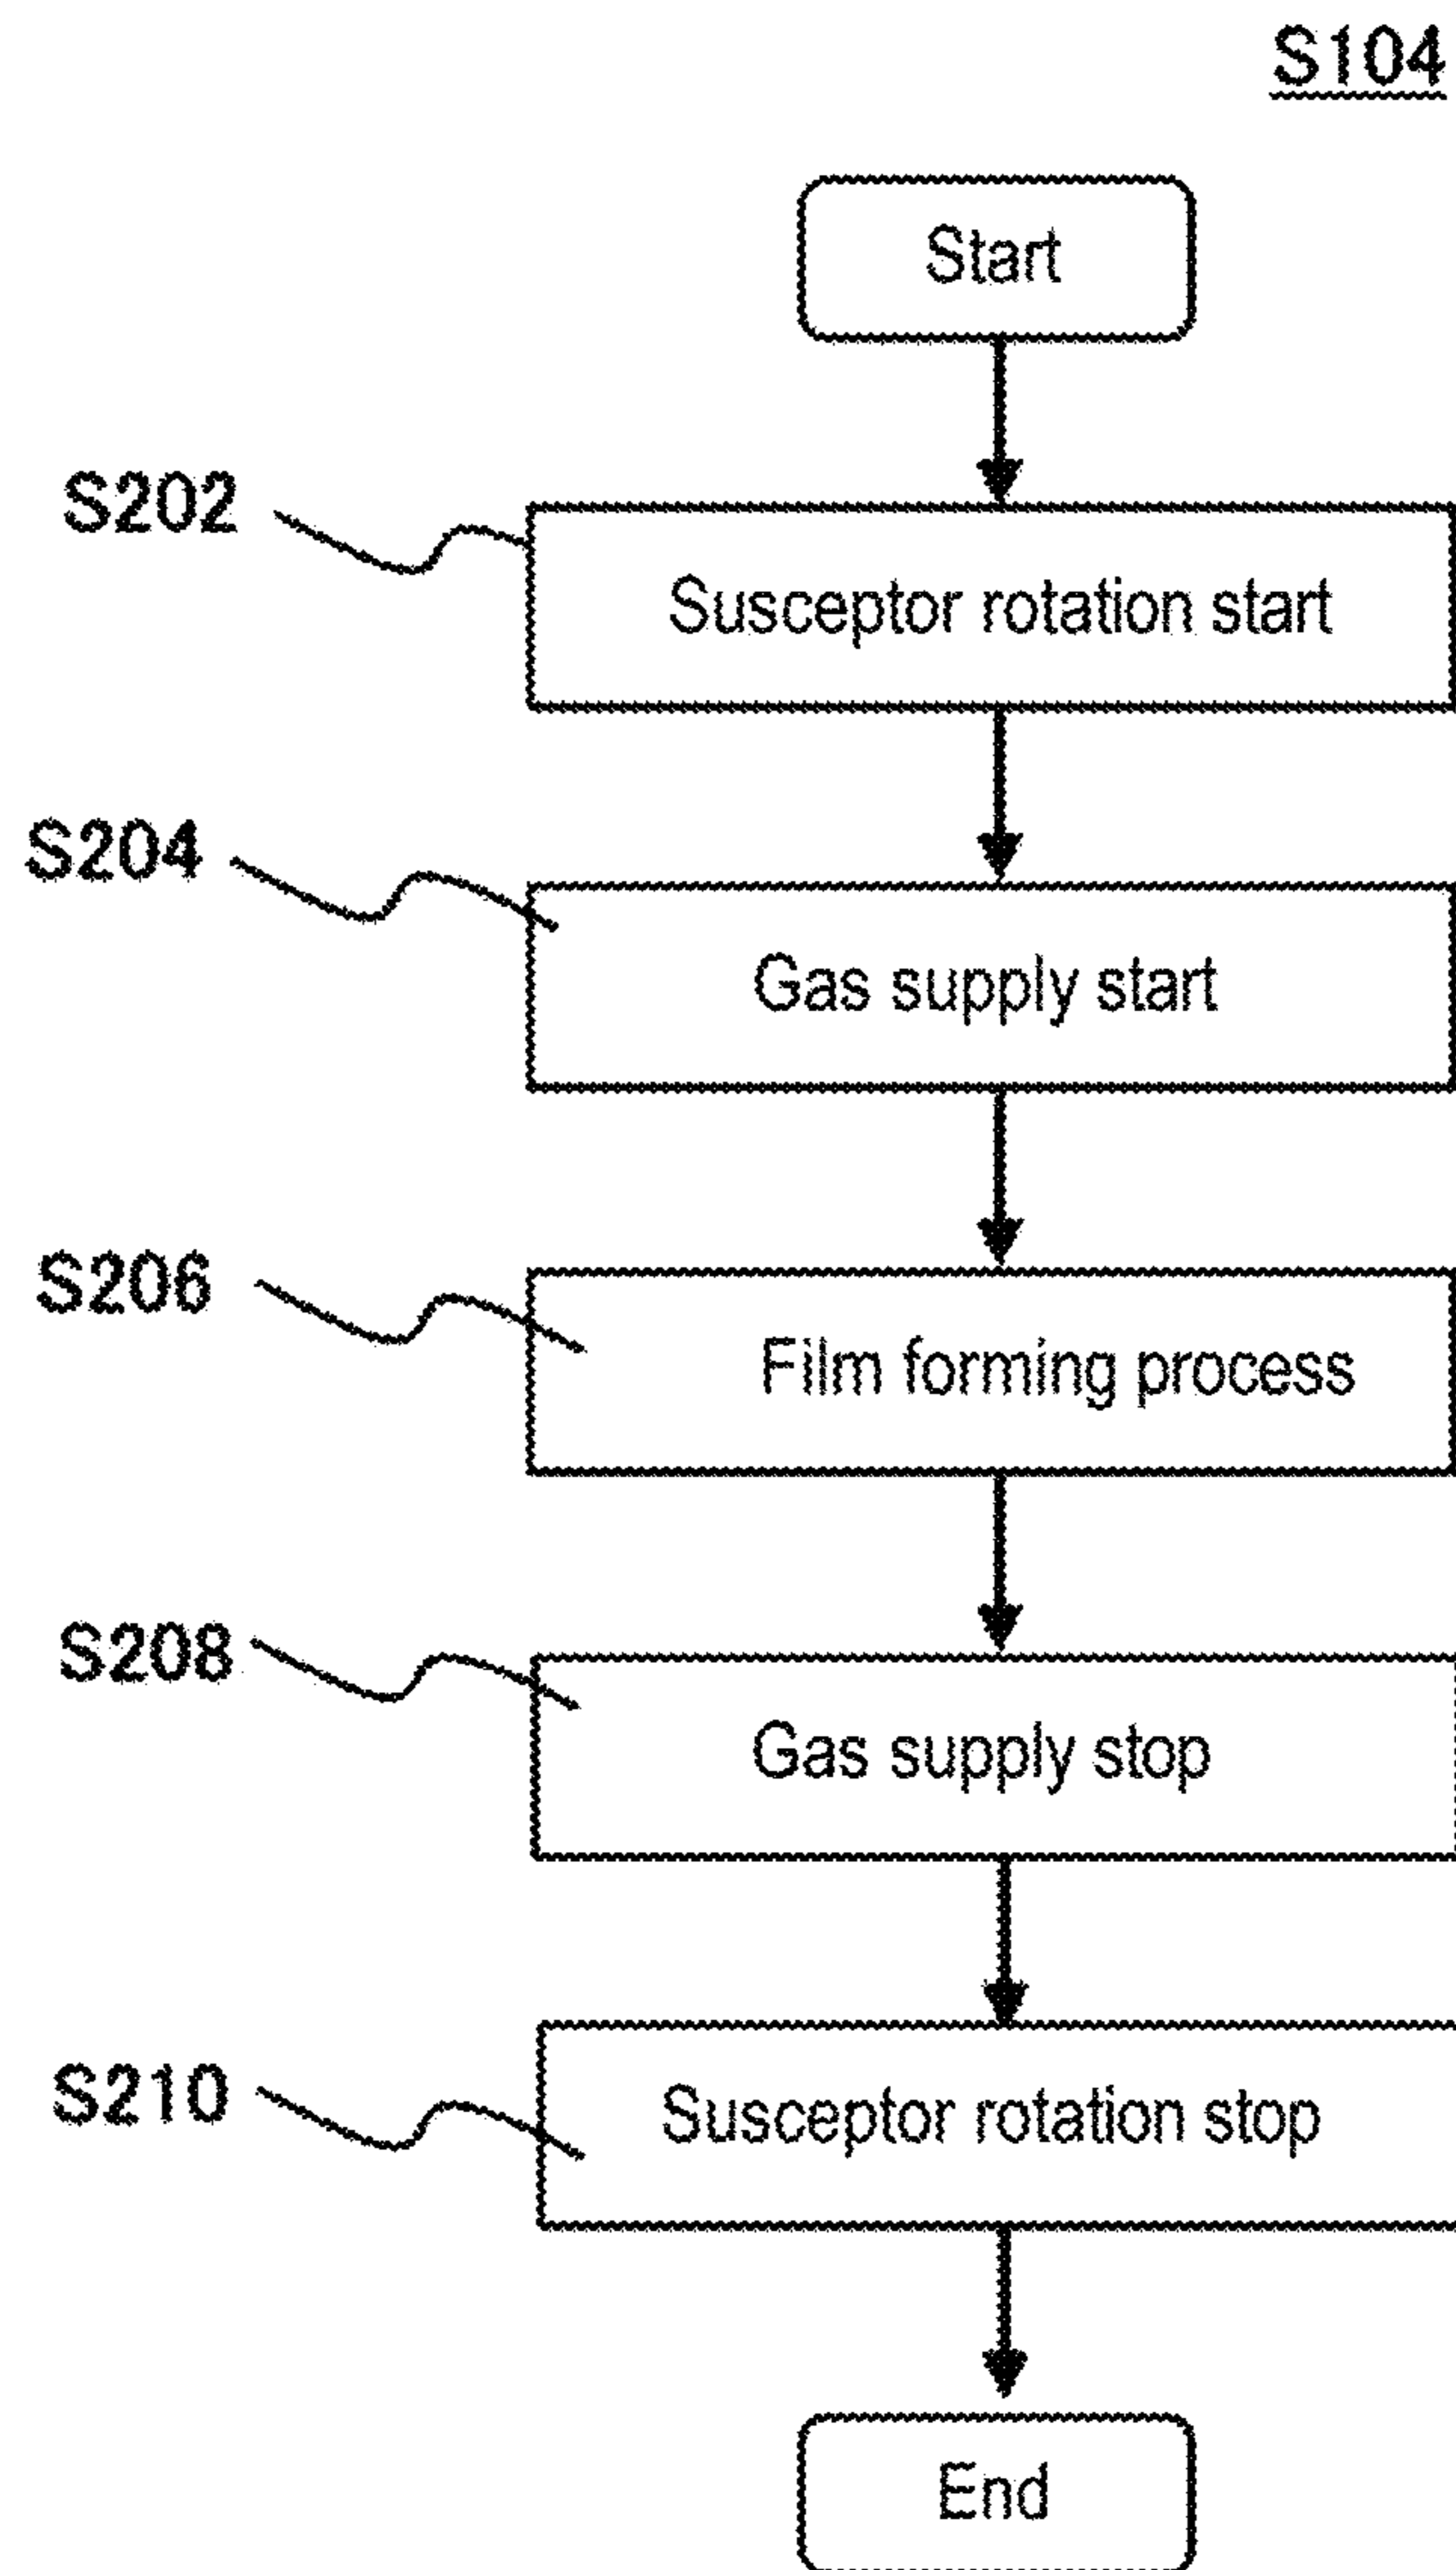 S104
Start
S202
Susceptor rotation start
S204
Gas supply start
S206
Film forming process
S208
Gas supply stop
S210
Susceptor rotation stop
End